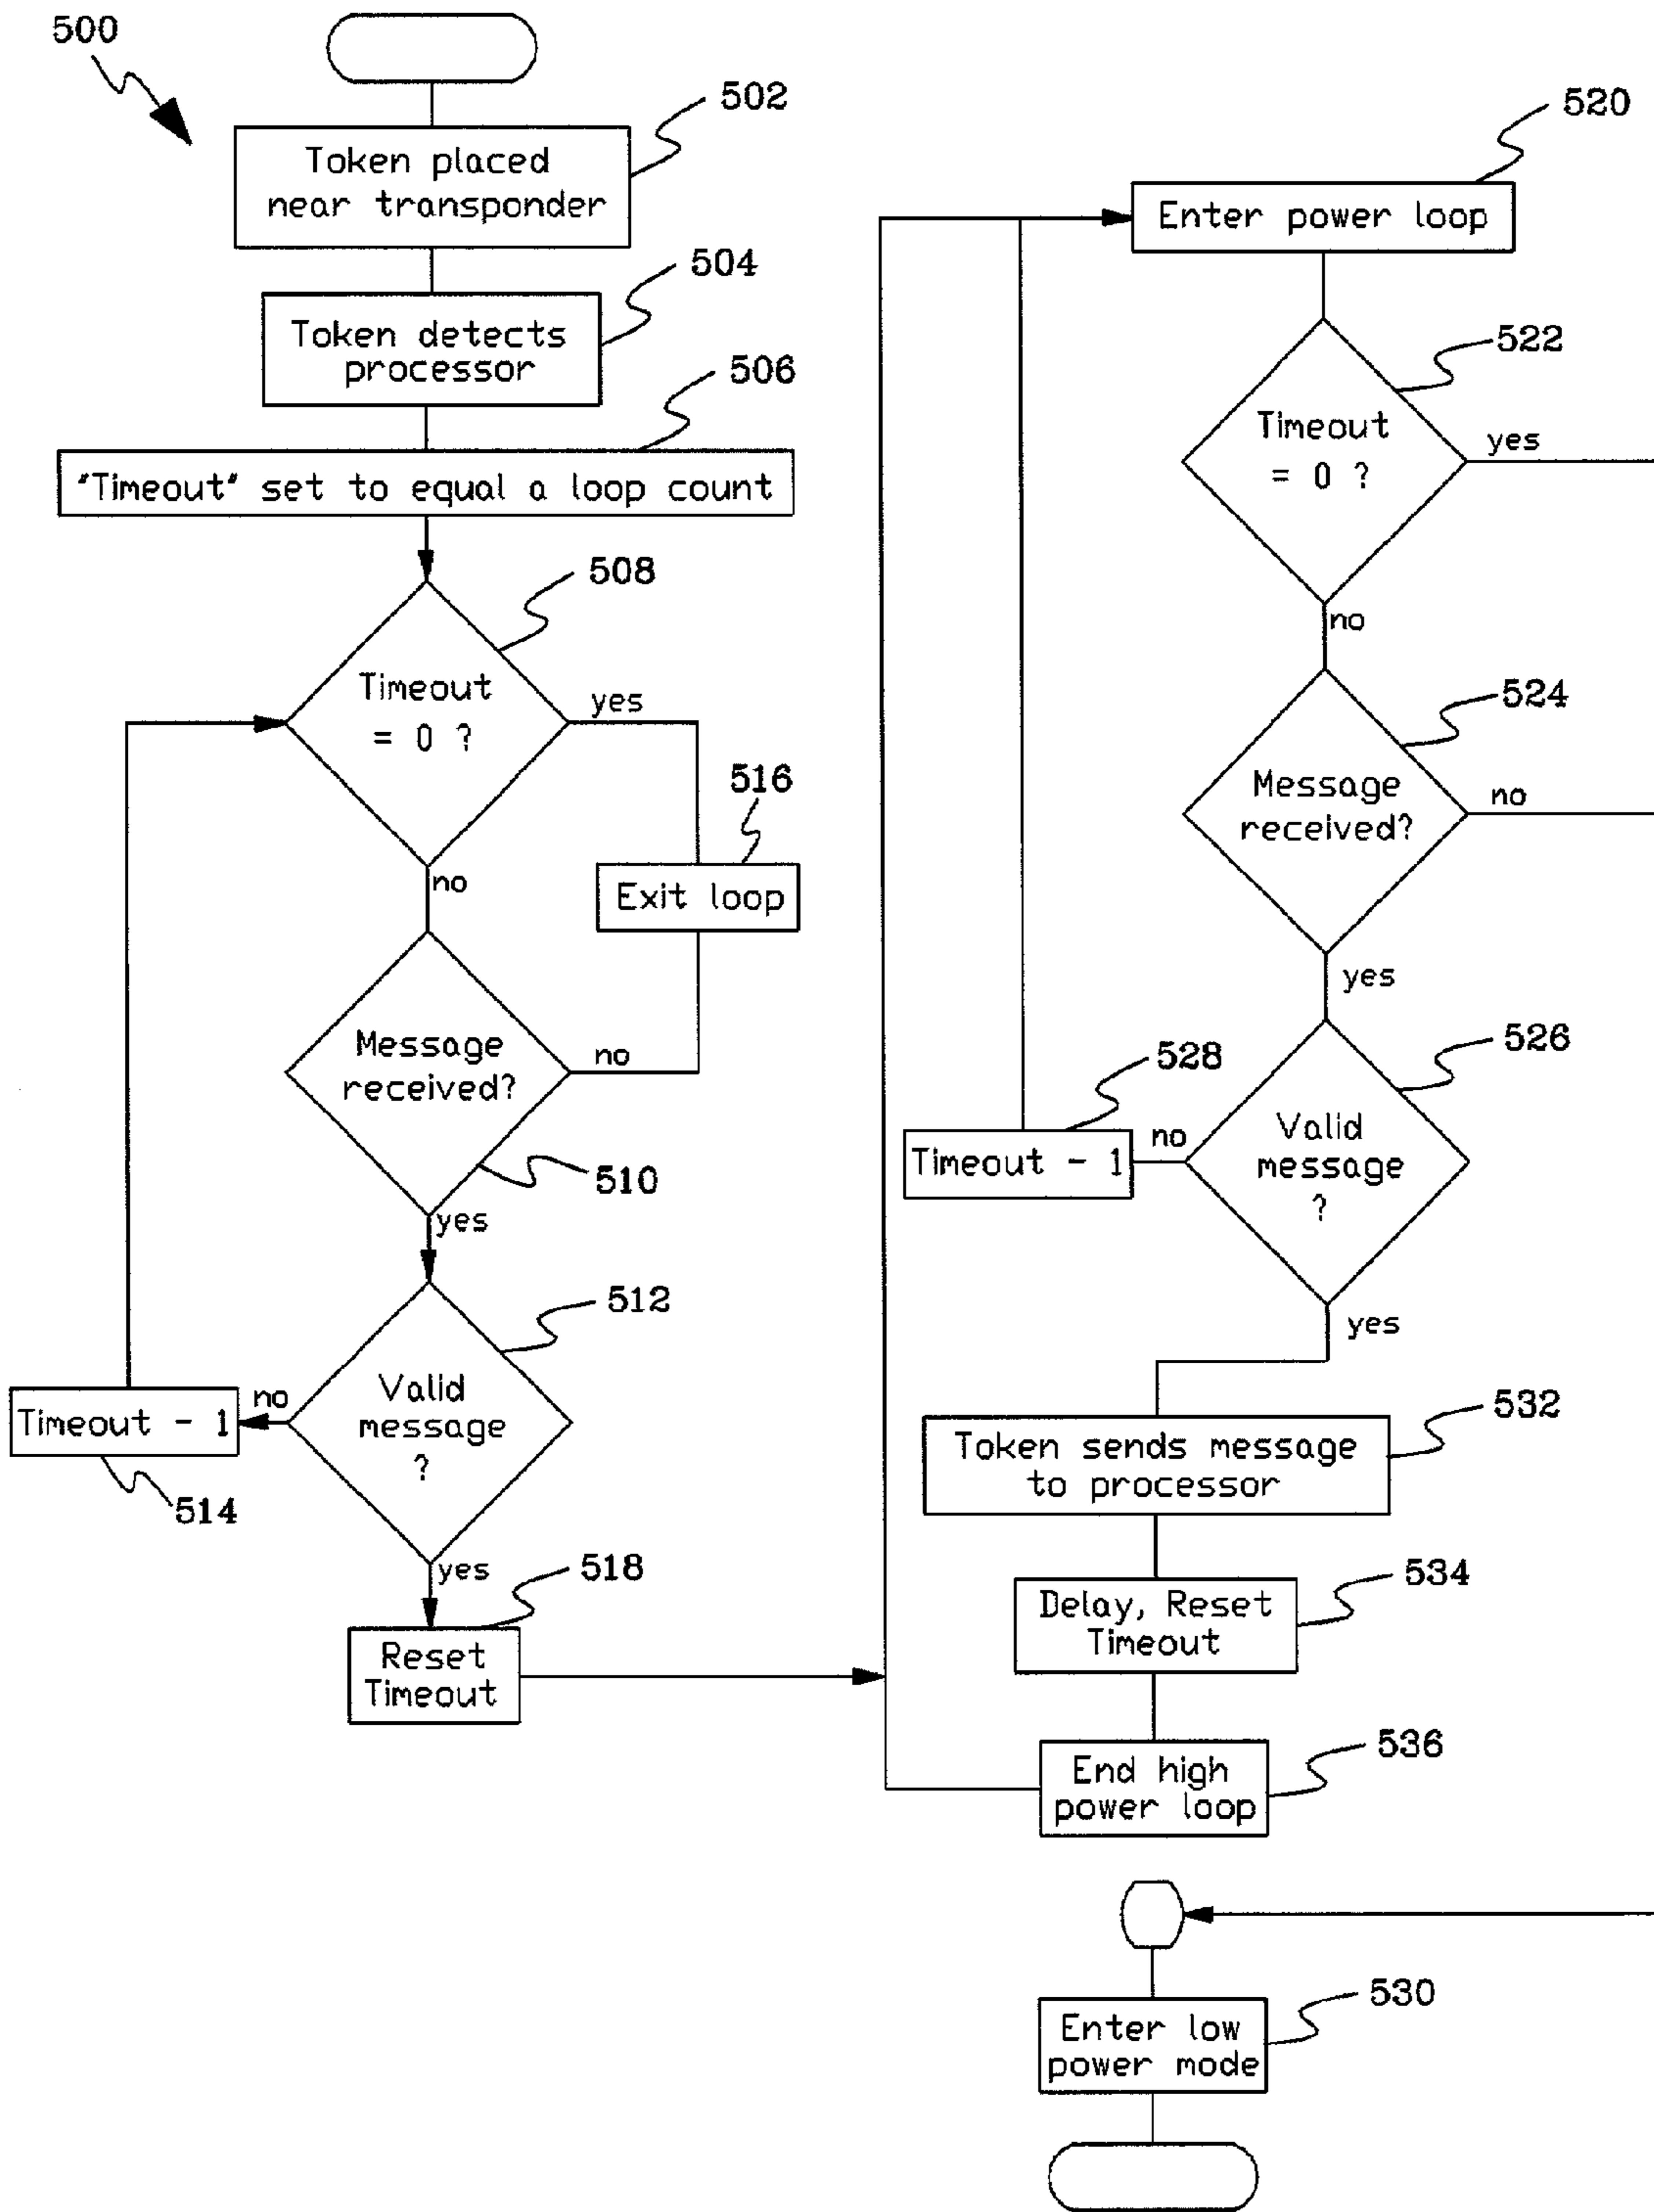 500
502
Token placed
near transponder
504
Token detects
processor
506
"Timeout" set to equal a loop count
508
Timeout
= 0 ?
yes
no
516
Exit loop
Message
received?
no
510
yes
512
Valid
message
?
no
Timeout - 1
514
yes
518
Reset
Timeout
520
Enter power loop
522
Timeout
= 0 ?
yes
no
524
Message
received?
no
yes
526
Valid
message
?
no
528
Timeout - 1
yes
532
Token sends message
to processor
534
Delay, Reset
Timeout
536
End high
power loop
530
Enter low
power mode